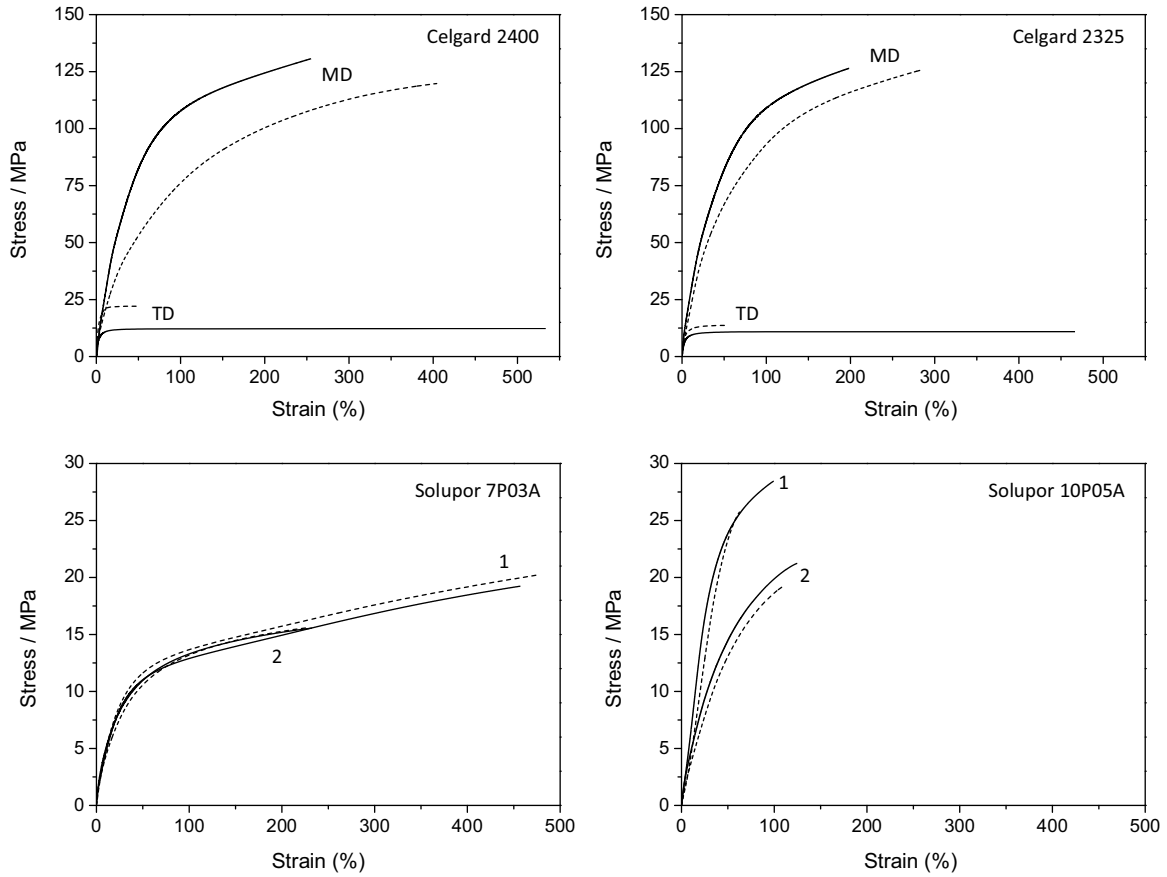 Celgard 2400
150
125
100
75
50
25
0
Stress / MPa
MD
TD
0 100 200 300 400 500
Strain (%)
Celgard 2325
150
125
100
75
50
25
0
Stress / MPa
MD
TD
0 100 200 300 400 500
Strain (%)
Solupor 7P03A
30
25
20
15
10
5
0
Stress / MPa
1
2
0 100 200 300 400 500
Strain (%)
Solupor 10P05A
30
25
20
15
10
5
0
Stress / MPa
1
2
0 100 200 300 400 500
Strain (%)